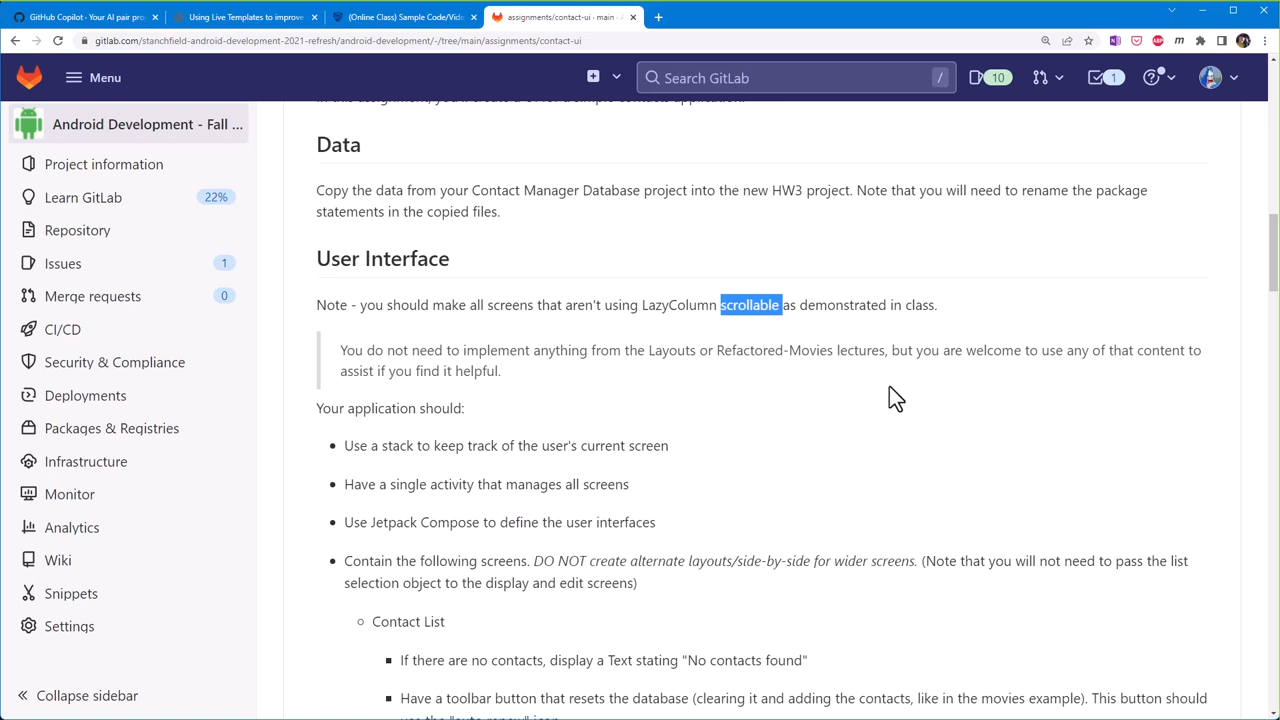 GitHub Copilot - Your AI pair pro
Using Live Templates to improve
(Online Class) Sample Code/Vide
assignments/contact-ui · main · A
gitlab.com/stanchfield-android-development-2021-refresh/android-development/-/tree/main/assignments/contact-ui
Menu
Search GitLab
/
10
1
In this assignment, you'll create a UI for a simple contacts application.
Android Development - Fall ...
Project information
Learn GitLab
22%
Repository
Issues
1
Merge requests
0
CI/CD
Security & Compliance
Deployments
Packages & Registries
Infrastructure
Monitor
Analytics
Wiki
Snippets
Settings
Collapse sidebar
Data
Copy the data from your Contact Manager Database project into the new HW3 project. Note that you will need to rename the package
statements in the copied files.
User Interface
Note - you should make all screens that aren't using LazyColumn scrollable as demonstrated in class.
You do not need to implement anything from the Layouts or Refactored-Movies lectures, but you are welcome to use any of that content to
assist if you find it helpful.
Your application should:
Use a stack to keep track of the user's current screen
Have a single activity that manages all screens
Use Jetpack Compose to define the user interfaces
Contain the following screens. DO NOT create alternate layouts/side-by-side for wider screens. (Note that you will not need to pass the list
selection object to the display and edit screens)
Contact List
If there are no contacts, display a Text stating "No contacts found"
Have a toolbar button that resets the database (clearing it and adding the contacts, like in the movies example). This button should